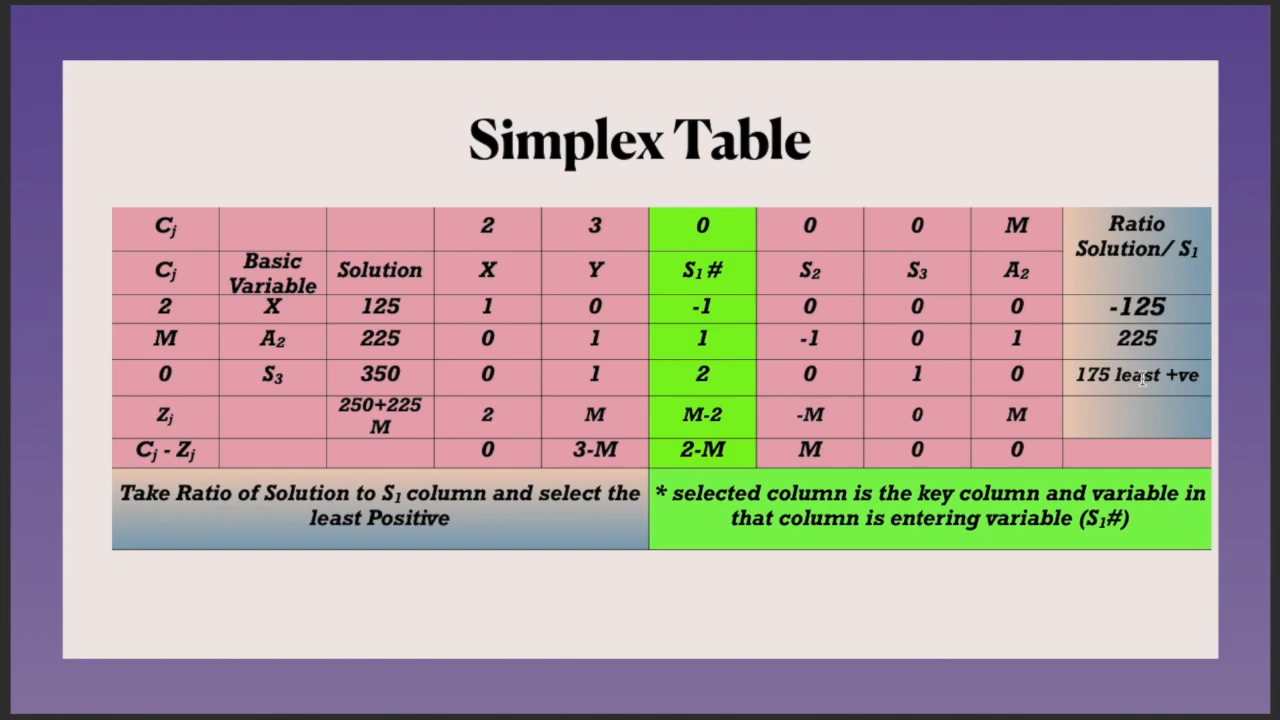 Simplex Table
Cj 2 3 0 0 0 M Ratio
Solution/ S1
Cj Basic Variable Solution X Y S1 # S2 S3 A2
2 X 125 1 0 -1 0 0 0 -125
M A2 225 0 1 1 -1 0 1 225
0 S3 350 0 1 2 0 1 0 175 least +ve
Zj 250+225 M 2 M M-2 -M 0 M
Cj - Zj 0 3-M 2-M M 0 0
Take Ratio of Solution to S1 column and select the
least Positive
* selected column is the key column and variable in
that column is entering variable (S1#)